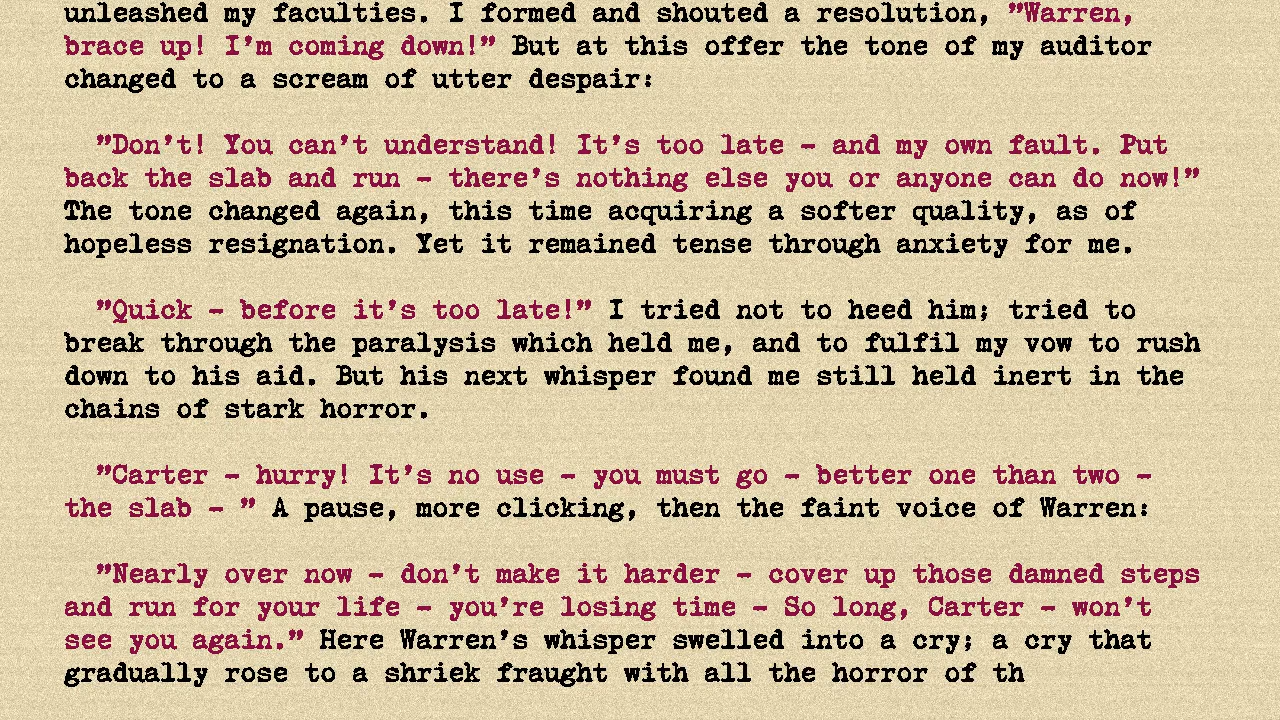 unleashed my faculties. I formed and shouted a resolution, ”Warren,
brace up! I’m coming down!” But at this offer the tone of my auditor
changed to a scream of utter despair:
”Don’t! You can’t understand! It’s too late – and my own fault. Put
back the slab and run – there’s nothing else you or anyone can do now!”
The tone changed again, this time acquiring a softer quality, as of
hopeless resignation. Yet it remained tense through anxiety for me.
”Quick – before it’s too late!” I tried not to heed him; tried to
break through the paralysis which held me, and to fulfil my vow to rush
down to his aid. But his next whisper found me still held inert in the
chains of stark horror.
”Carter – hurry! It’s no use – you must go – better one than two –
the slab – ” A pause, more clicking, then the faint voice of Warren:
”Nearly over now – don’t make it harder – cover up those damned steps
and run for your life – you’re losing time – So long, Carter – won’t
see you again.” Here Warren’s whisper swelled into a cry; a cry that
gradually rose to a shriek fraught with all the horror of th